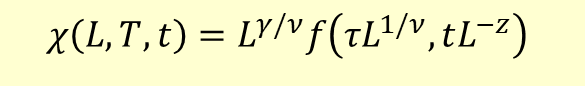 χ(L, T, t) = L^{γ/ν} f(τL^{1/ν}, tL^{−z})